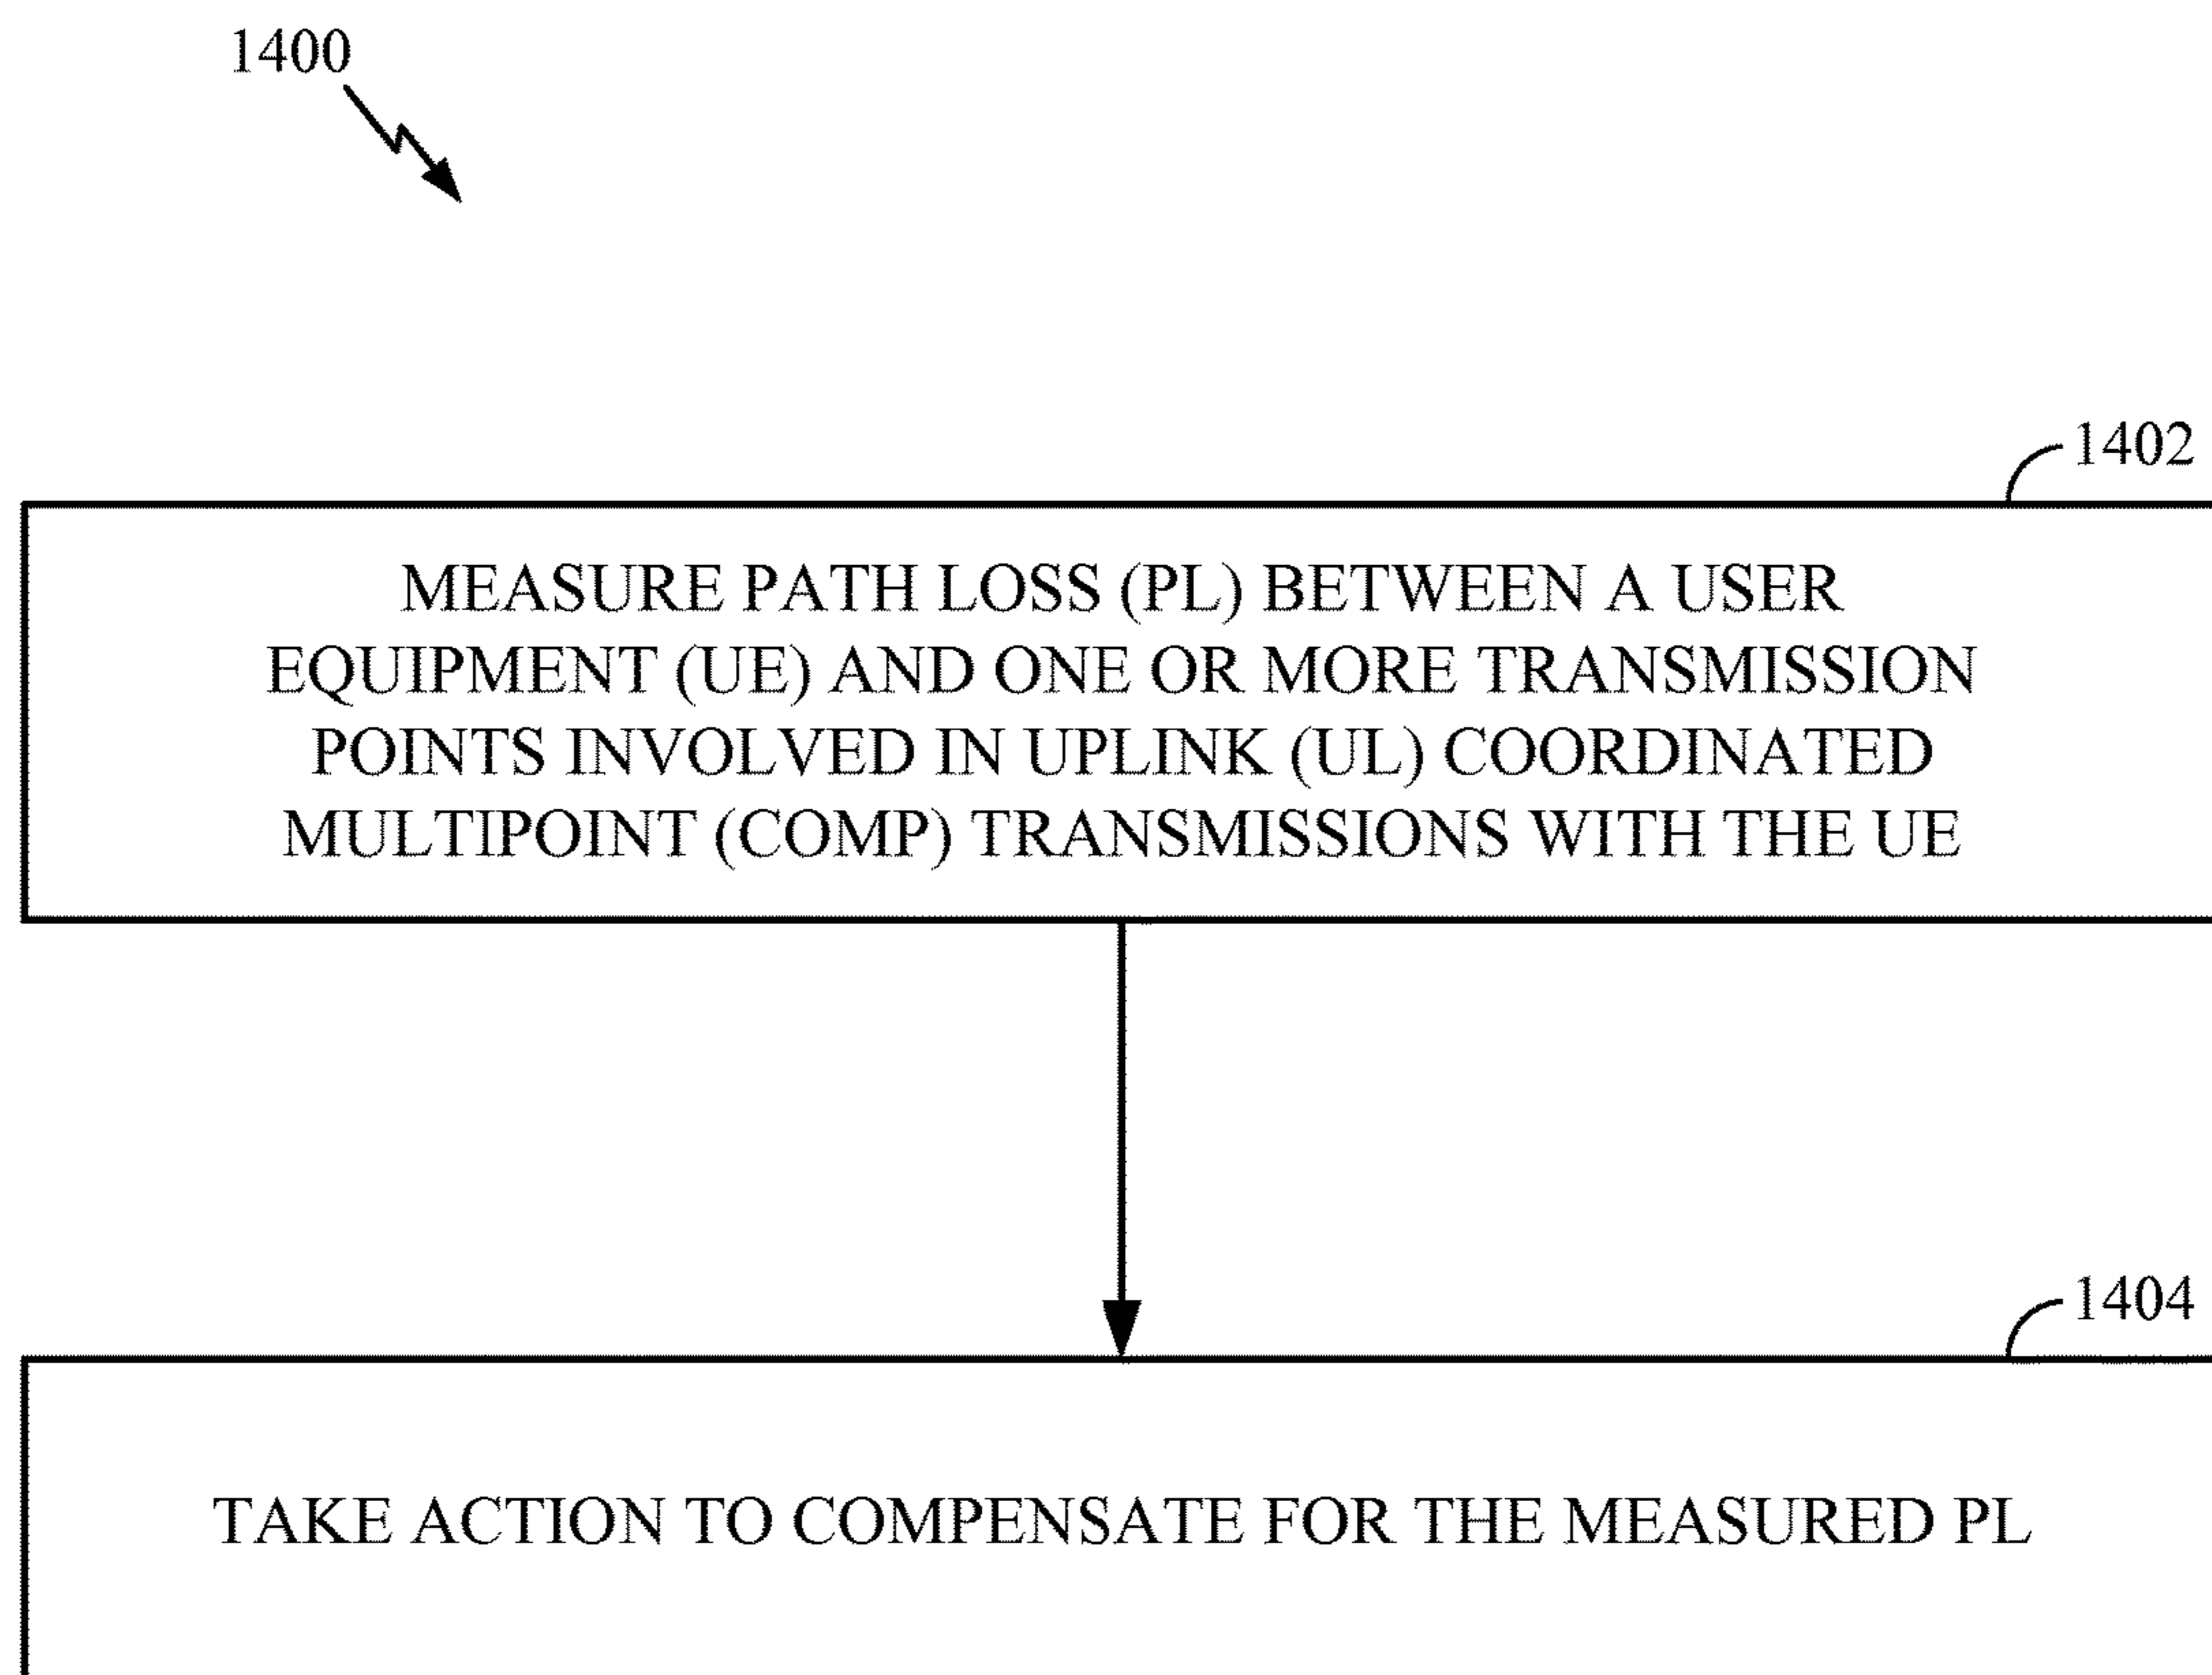 1400
1402
MEASURE PATH LOSS (PL) BETWEEN A USER
EQUIPMENT (UE) AND ONE OR MORE TRANSMISSION
POINTS INVOLVED IN UPLINK (UL) COORDINATED
MULTIPOINT (COMP) TRANSMISSIONS WITH THE UE
1404
TAKE ACTION TO COMPENSATE FOR THE MEASURED PL